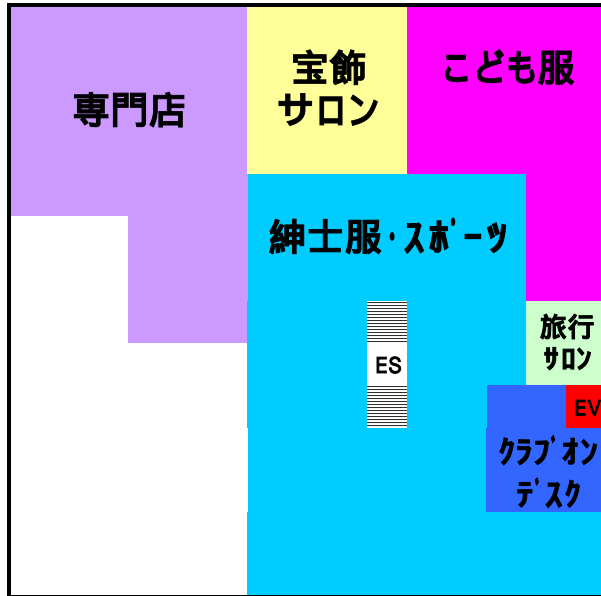 専門店
宝飾
サロン
こども服
紳士服・スポーツ
ES
旅行
サロン
EV
クラブオン
デスク